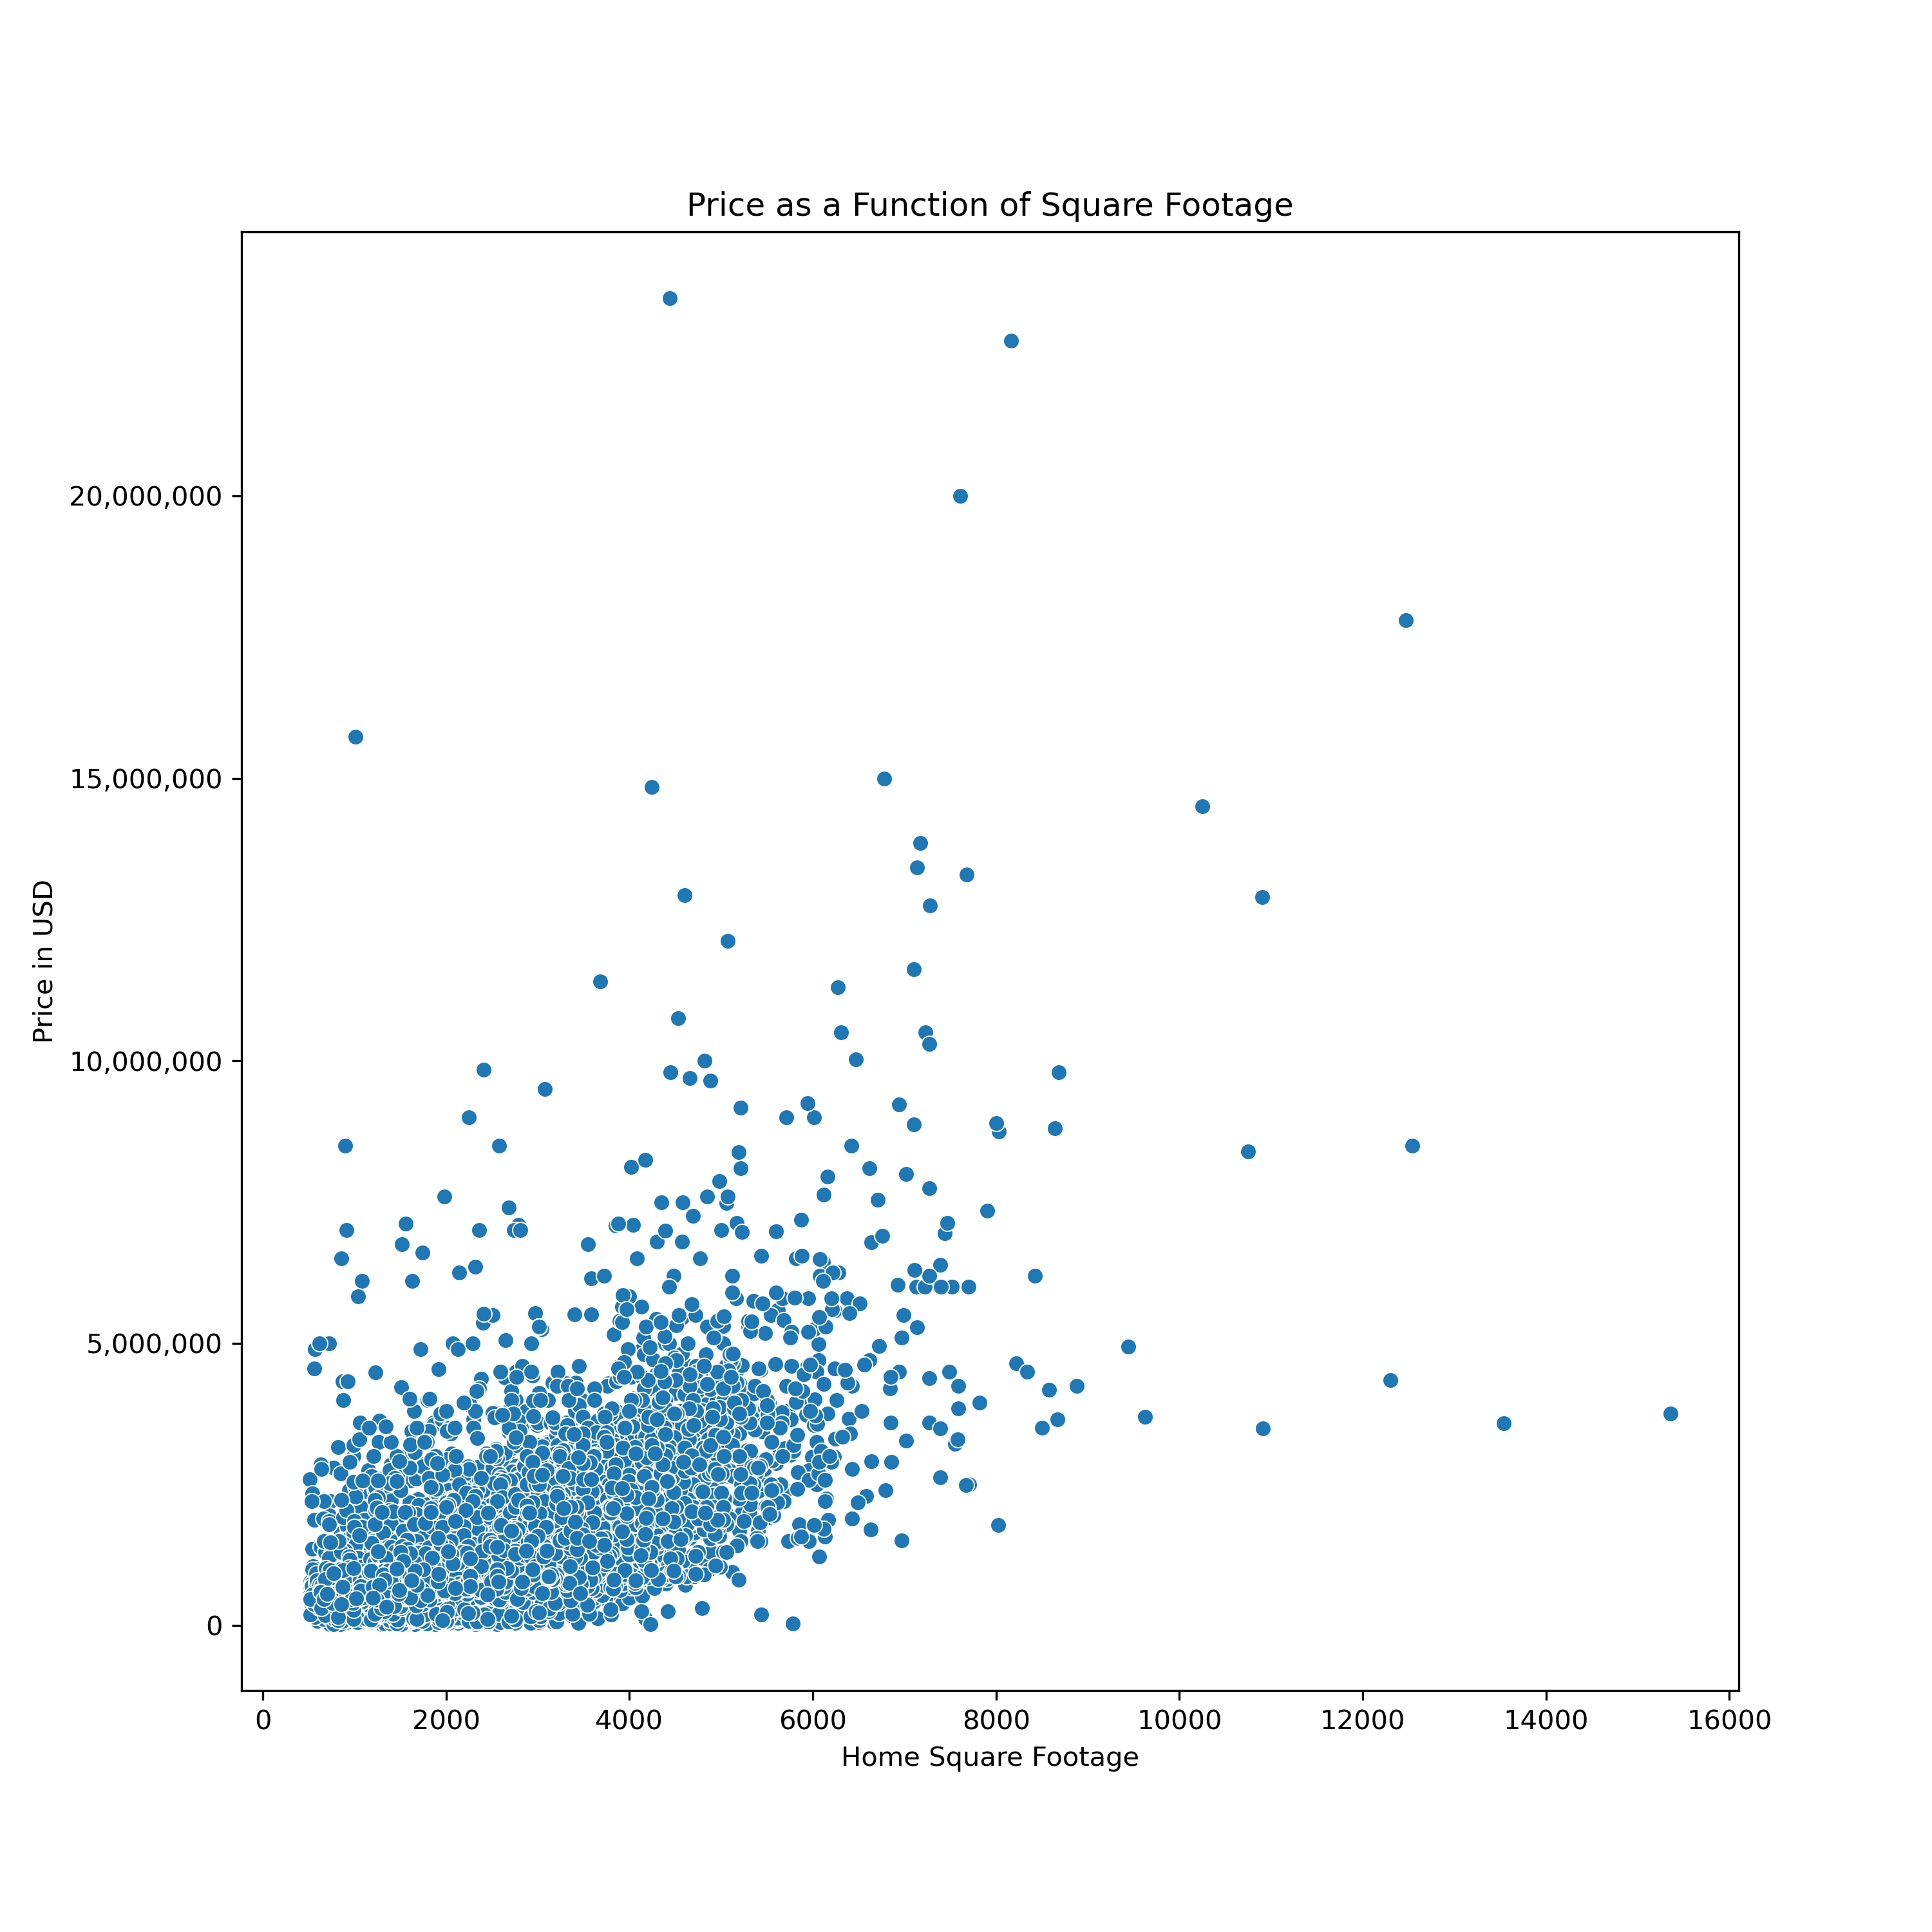 Price as a Function of Square Footage
Price in USD
20,000,000
15,000,000
10,000,000
5,000,000
0
0 2000 4000 6000 8000 10000 12000 14000 16000
Home Square Footage